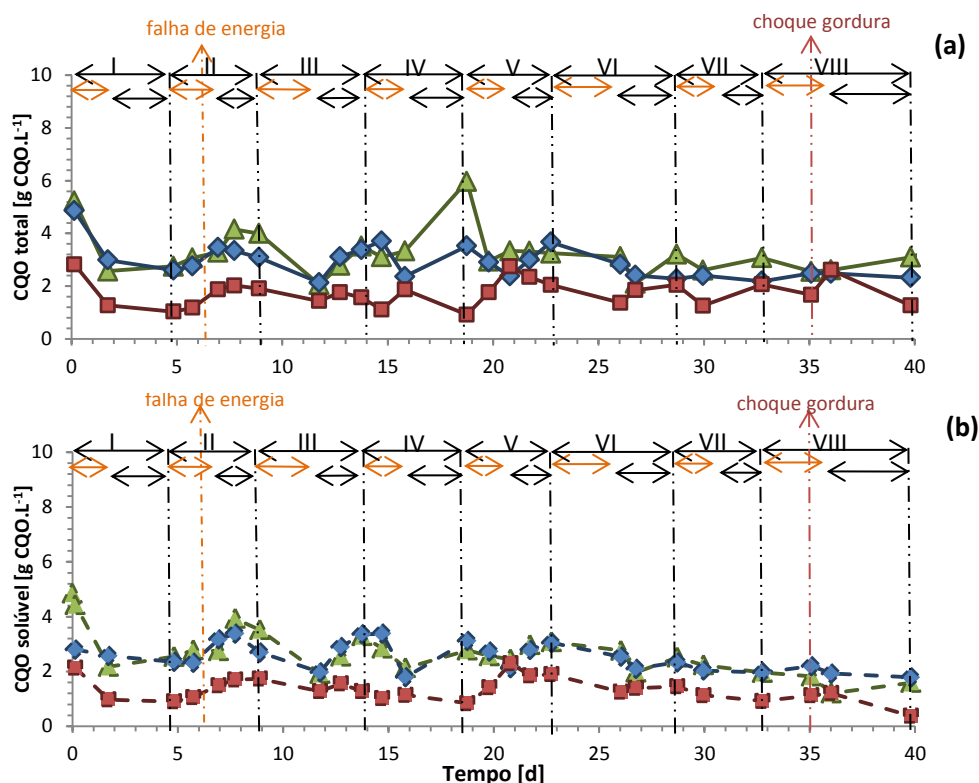 falha de energia
choque gordura
(a)
I II III IV V VI VII VIII
10
8
6
4
2
0
CQO total [g CQO.L-1]
0 5 10 15 20 25 30 35 40
falha de energia
choque gordura
(b)
I II III IV V VI VII VIII
10
8
6
4
2
0
CQO solúvel [g CQO.L-1]
0 5 10 15 20 25 30 35 40
Tempo [d]